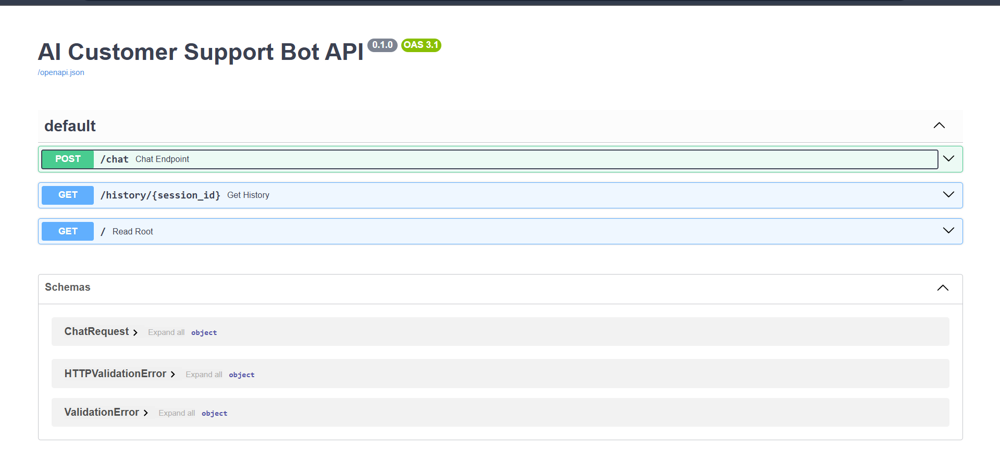 AI Customer Support Bot API 0.1.0 OAS 3.1
/openapi.json
default
POST /chat Chat Endpoint
GET /history/{session_id} Get History
GET / Read Root
Schemas
ChatRequest Expand all object
HTTPValidationError Expand all object
ValidationError Expand all object